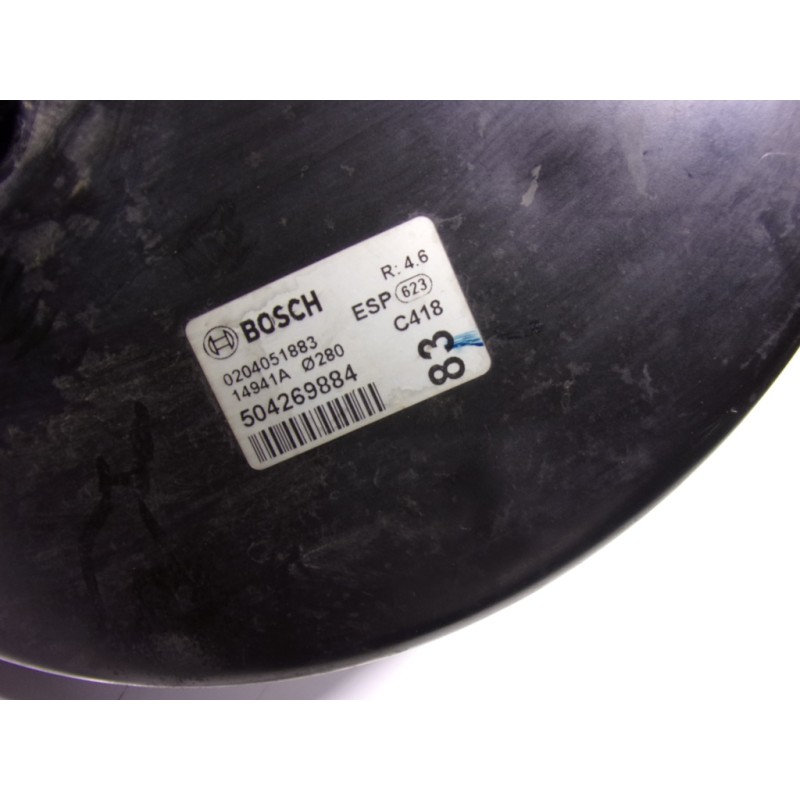 BOSCH
0204051883
14941A Ø280
504269884
R: 4.6
ESP 623
C418
83